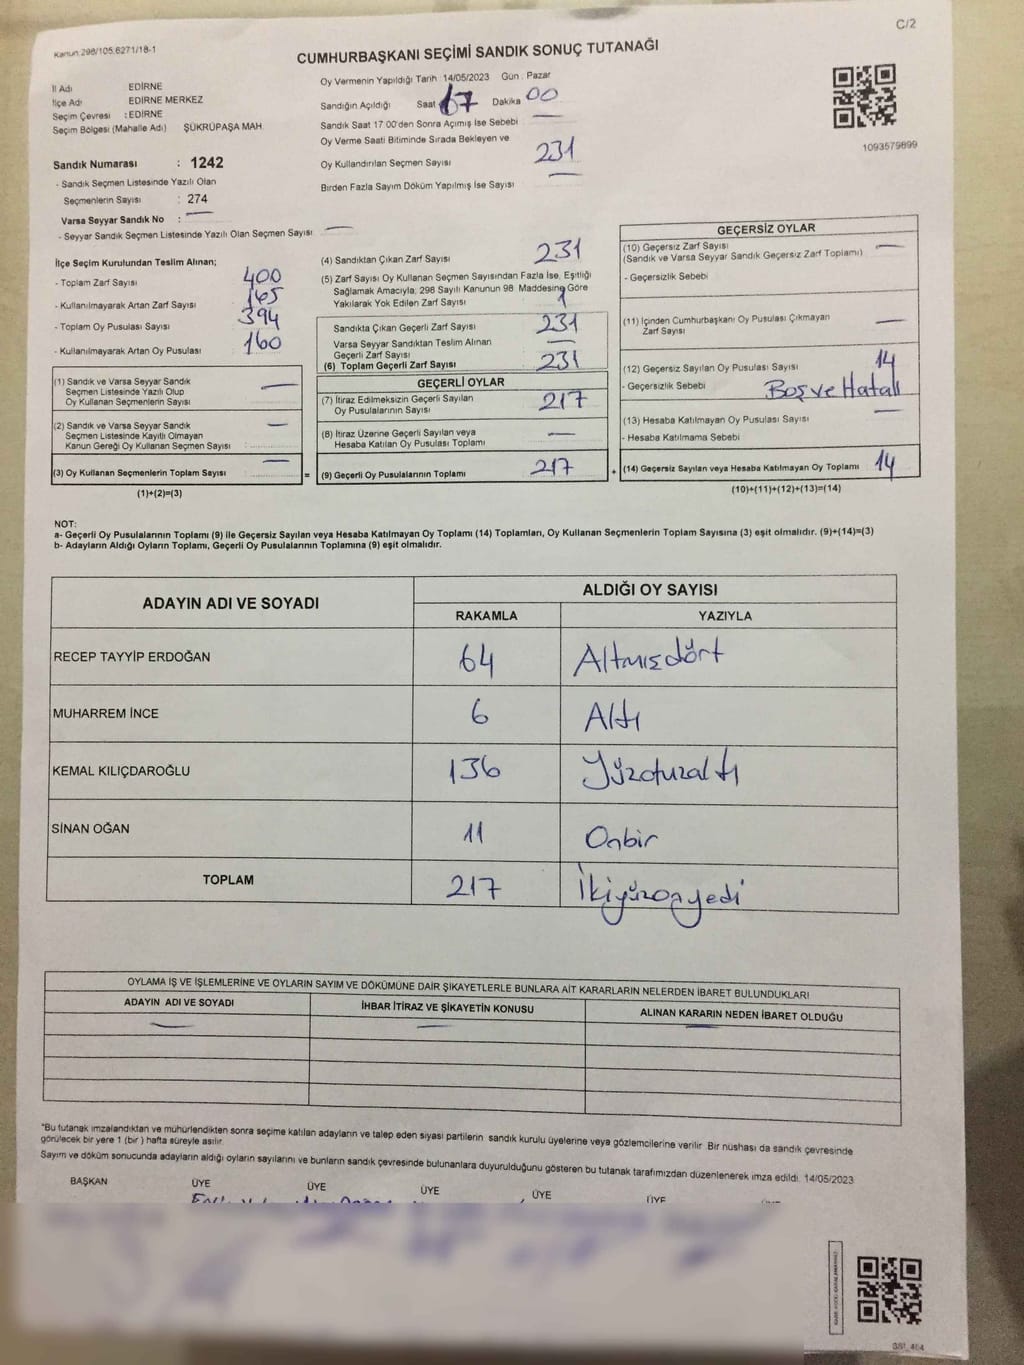 C/2
Kanun 298/105.6271/18-1
CUMHURBAŞKANI SEÇİMİ SANDIK SONUÇ TUTANAĞI
İl Adı EDİRNE
İlçe Adı EDİRNE MERKEZ
Seçim Çevresi : EDİRNE
Seçim Bölgesi (Mahalle Adı) ŞÜKRÜPAŞA MAH.
Sandık Numarası : 1242
- Sandık Seçmen Listesinde Yazılı Olan
Seçmenlerin Sayısı : 274
Varsa Seyyar Sandık No : —
- Seyyar Sandık Seçmen Listesinde Yazılı Olan Seçmen Sayısı : —
Oy Vermenin Yapıldığı Tarih 14/05/2023 Gün : Pazar
Sandığın Açıldığı Saat 17 Dakika 00
Sandık Saat 17.00'den Sonra Açımış İse Sebebi —
Oy Verme Saati Bitiminde Sırada Bekleyen ve
Oy Kullandırılan Seçmen Sayısı 231
Birden Fazla Sayım Döküm Yapılmış İse Sayısı —
1093579899
İlçe Seçim Kurulundan Teslim Alınan;
- Toplam Zarf Sayısı 400
- Kullanılmayarak Artan Zarf Sayısı 165
- Toplam Oy Pusulası Sayısı 394
- Kullanılmayarak Artan Oy Pusulası 160
(1) Sandık ve Varsa Seyyar Sandık —
Seçmen Listesinde Yazılı Olup
Oy Kullanan Seçmenlerin Sayısı
(2) Sandık ve Varsa Seyyar Sandık —
Seçmen Listesinde Kayıtlı Olmayan
Kanun Gereği Oy Kullanan Seçmen Sayısı :
(3) Oy Kullanan Seçmenlerin Toplam Sayısı —
(1)+(2)=(3)
(4) Sandıktan Çıkan Zarf Sayısı 231
(5) Zarf Sayısı Oy Kullanan Seçmen Sayısından Fazla İse, Eşitliği
Sağlamak Amacıyla; 298 Sayılı Kanunun 98. Maddesine Göre
Yakılarak Yok Edilen Zarf Sayısı 1
Sandıkta Çıkan Geçerli Zarf Sayısı 231
Varsa Seyyar Sandıktan Teslim Alınan —
Geçerli Zarf Sayısı
(6) Toplam Geçerli Zarf Sayısı 231
GEÇERLİ OYLAR
(7) İtiraz Edilmeksizin Geçerli Sayılan
Oy Pusulalarının Sayısı 217
(8) İtiraz Üzerine Geçerli Sayılan veya —
Hesaba Katılan Oy Pusulası Toplamı
= (9) Geçerli Oy Pusulalarının Toplamı 217 +
GEÇERSİZ OYLAR
(10) Geçersiz Zarf Sayısı —
(Sandık ve Varsa Seyyar Sandık Geçersiz Zarf Toplamı)
- Geçersizlik Sebebi
(11) İçinden Cumhurbaşkanı Oy Pusulası Çıkmayan —
Zarf Sayısı
(12) Geçersiz Sayılan Oy Pusulası Sayısı 14
- Geçersizlik Sebebi Boş ve Hatalı
(13) Hesaba Katılmayan Oy Pusulası Sayısı —
- Hesaba Katılmama Sebebi
(14) Geçersiz Sayılan veya Hesaba Katılmayan Oy Toplamı 14
(10)+(11)+(12)+(13)=(14)
NOT:
a- Geçerli Oy Pusulalarının Toplamı (9) ile Geçersiz Sayılan veya Hesaba Katılmayan Oy Toplamı (14) Toplamları, Oy Kullanan Seçmenlerin Toplam Sayısına (3) eşit olmalıdır. (9)+(14)=(3)
b- Adayların Aldığı Oyların Toplamı, Geçerli Oy Pusulalarının Toplamına (9) eşit olmalıdır.
ADAYIN ADI VE SOYADI ALDIĞI OY SAYISI
RAKAMLA YAZIYLA
RECEP TAYYİP ERDOĞAN 64 Altmışdört
MUHARREM İNCE 6 Altı
KEMAL KILIÇDAROĞLU 136 Yüzotuzaltı
SİNAN OĞAN 11 Onbir
TOPLAM 217 İkiyüzonyedi
OYLAMA İŞ VE İŞLEMLERİNE VE OYLARIN SAYIM VE DÖKÜMÜNE DAİR ŞİKAYETLERLE BUNLARA AİT KARARLARIN NELERDEN İBARET BULUNDUKLARI
ADAYIN ADI VE SOYADI İHBAR İTİRAZ VE ŞİKAYETİN KONUSU ALINAN KARARIN NEDEN İBARET OLDUĞU
— — —
*Bu tutanak imzalandıktan ve mühürlendikten sonra seçime katılan adayların ve talep eden siyasi partilerin sandık kurulu üyelerine veya gözlemcilerine verilir. Bir nüshası da sandık çevresinde
görülecek bir yere 1 (bir) hafta süreyle asılır.
Sayım ve döküm sonucunda adayların aldığı oyların sayılarını ve bunların sandık çevresinde bulunanlara duyurulduğunu gösteren bu tutanak tarafımızdan düzenlenerek imza edildi. 14/05/2023
BAŞKAN ÜYE ÜYE ÜYE ÜYE ÜYE